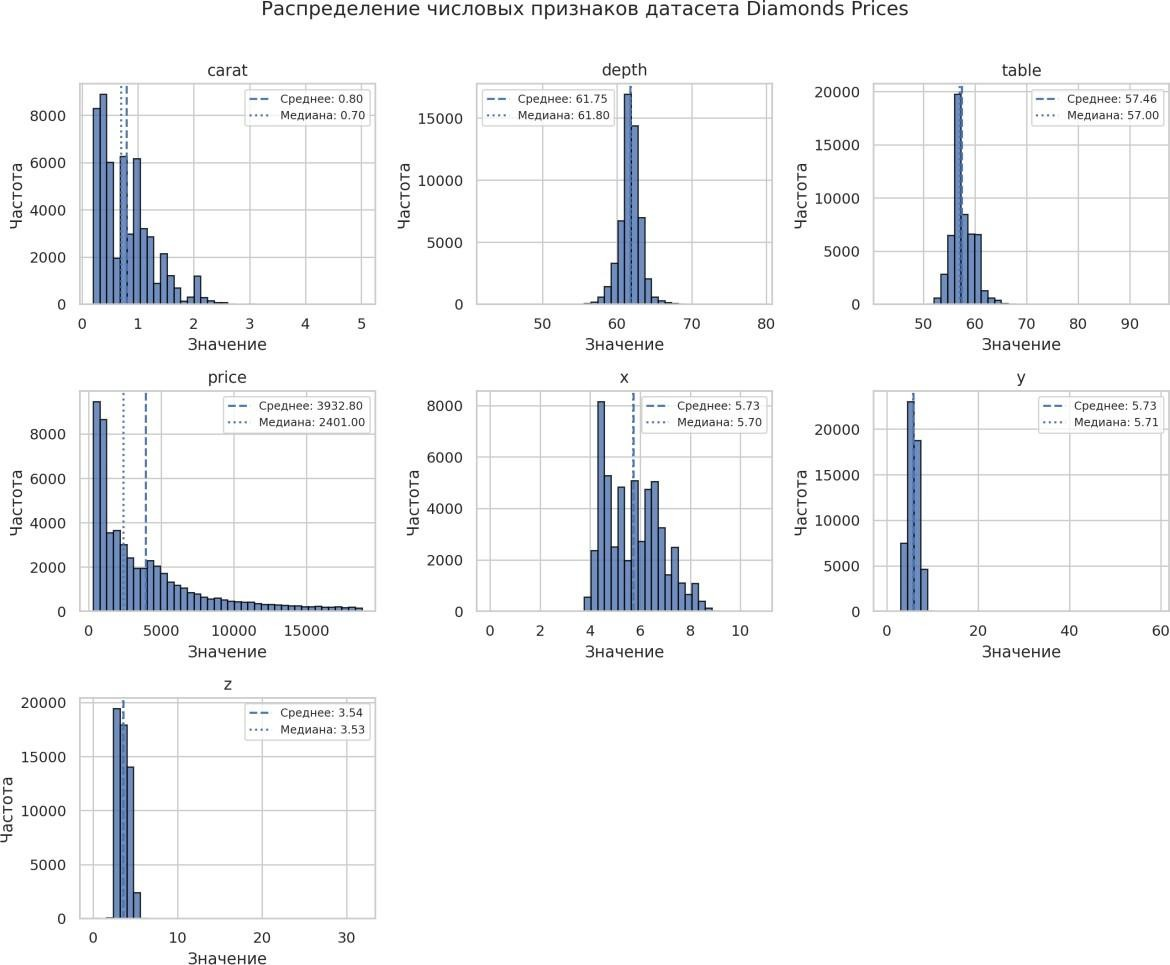 Распределение числовых признаков датасета Diamonds Prices
carat
Среднее: 0.80
Медиана: 0.70
8000
6000
4000
2000
0
Частота
0 1 2 3 4 5
Значение
depth
Среднее: 61.75
Медиана: 61.80
15000
10000
5000
0
Частота
50 60 70 80
Значение
table
Среднее: 57.46
Медиана: 57.00
20000
15000
10000
5000
0
Частота
50 60 70 80 90
Значение
price
Среднее: 3932.80
Медиана: 2401.00
8000
6000
4000
2000
0
Частота
0 5000 10000 15000
Значение
x
Среднее: 5.73
Медиана: 5.70
8000
6000
4000
2000
0
Частота
0 2 4 6 8 10
Значение
y
Среднее: 5.73
Медиана: 5.71
20000
15000
10000
5000
0
Частота
0 20 40 60
Значение
z
Среднее: 3.54
Медиана: 3.53
20000
15000
10000
5000
0
Частота
0 10 20 30
Значение